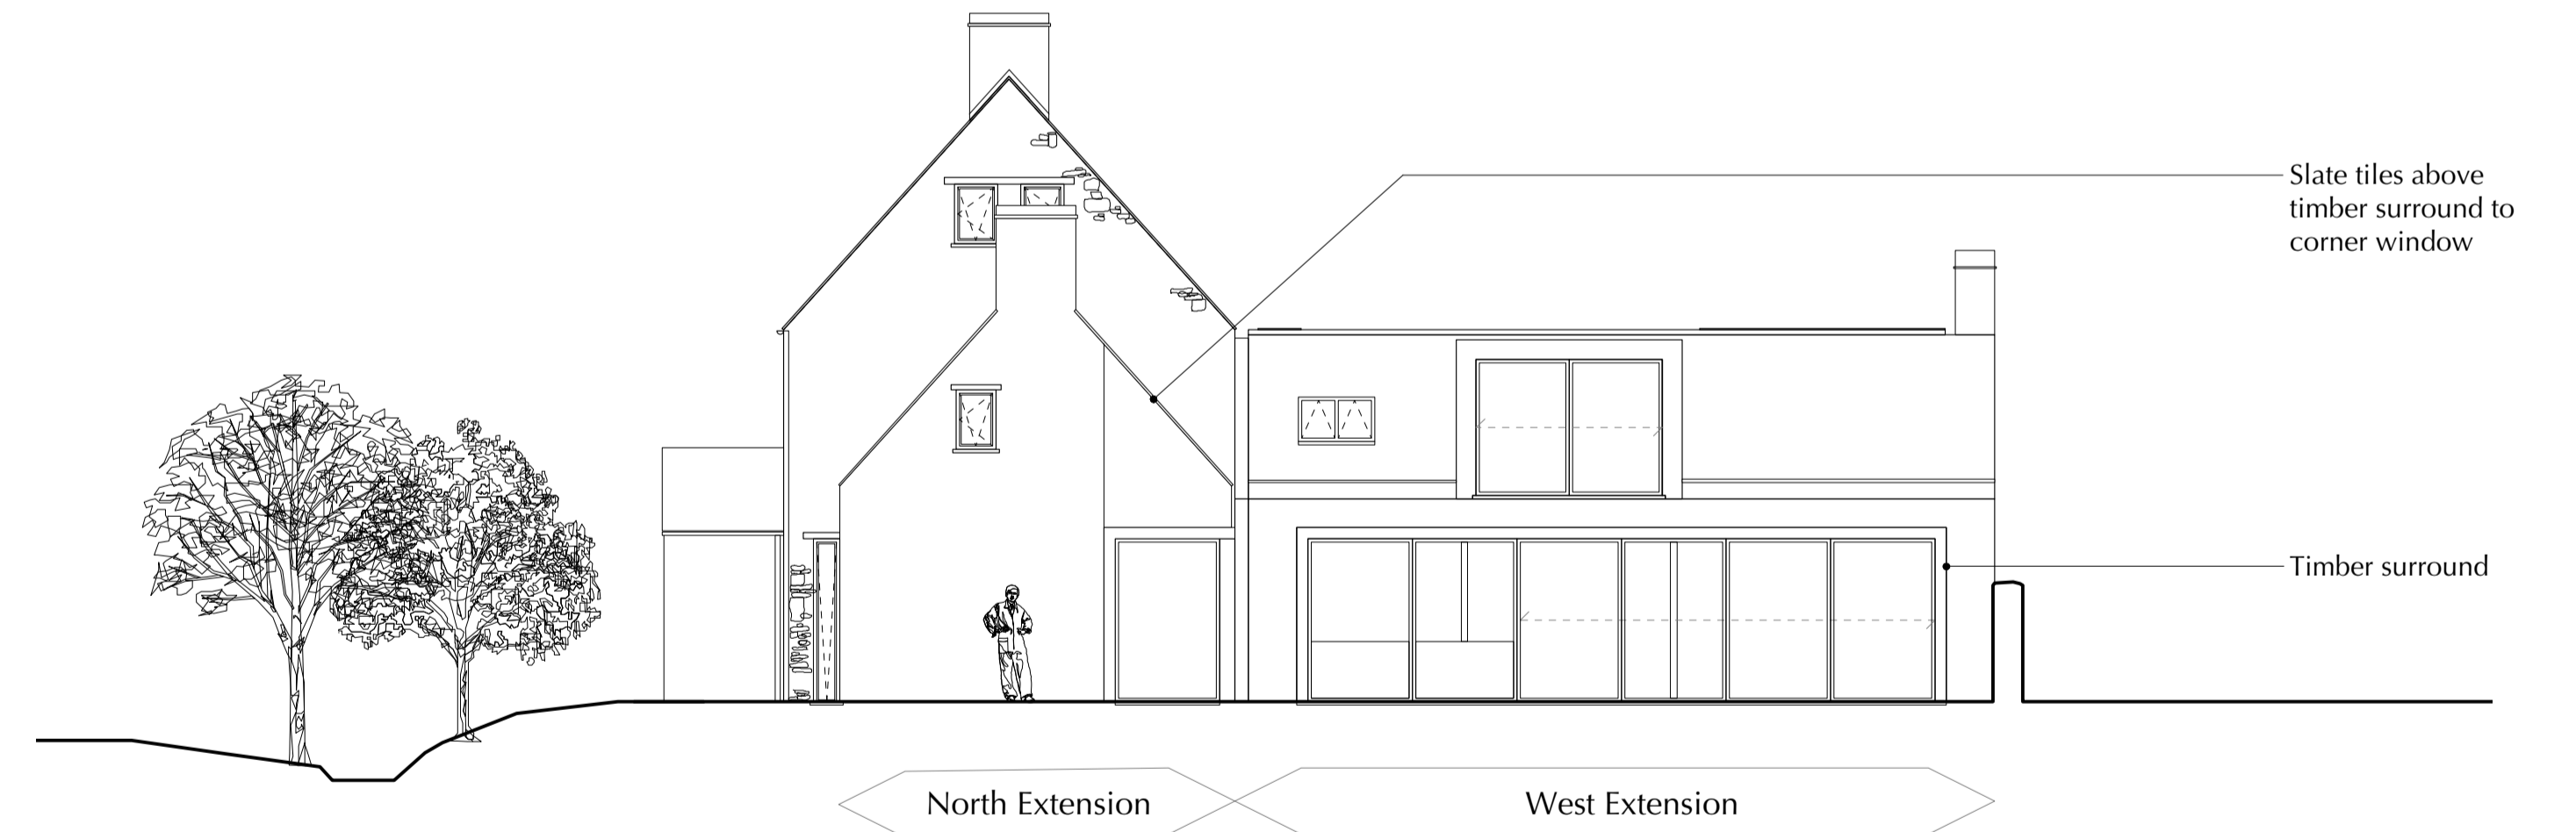 Slate tiles above
timber surround to
corner window
Timber surround
North Extension
West Extension